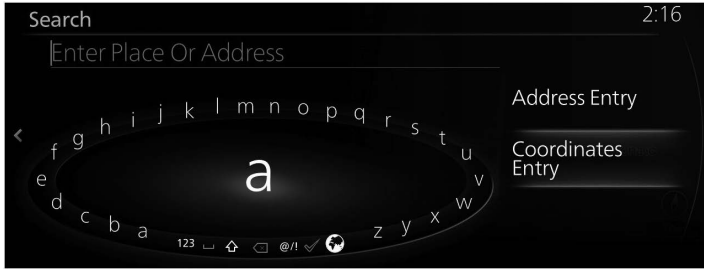 Search
2:16
Enter Place Or Address
Address Entry
Coordinates
Entry
a b c d e f g h i j k l m n o p q r s t u v w x y z
a
123 @/!